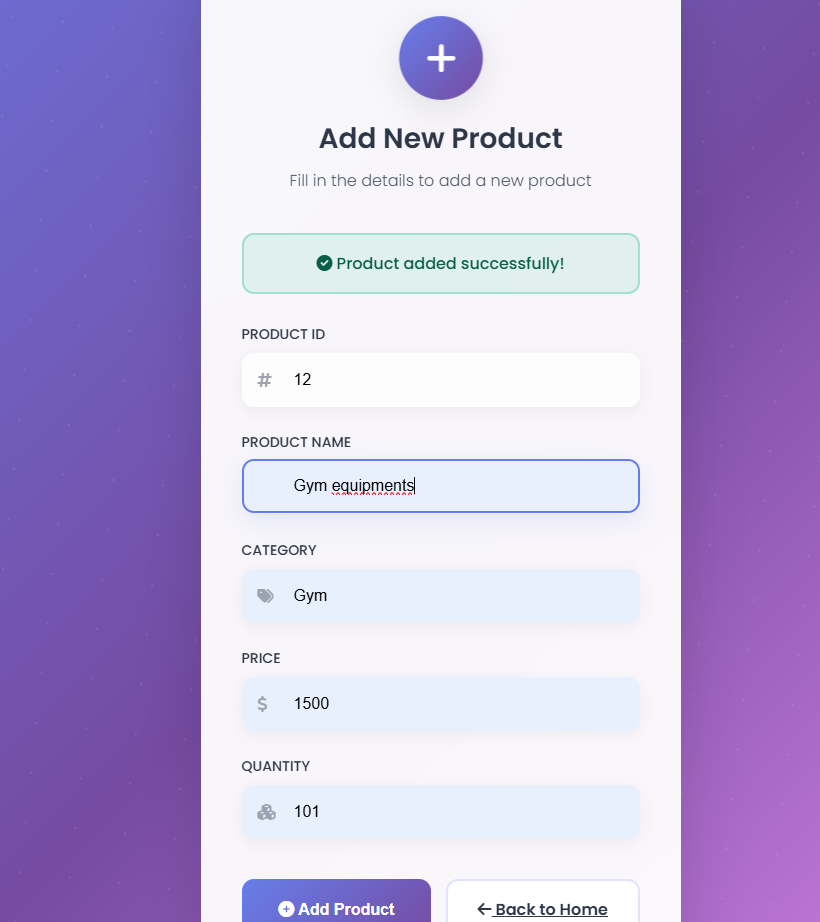 Add New Product
Fill in the details to add a new product
Product added successfully!
PRODUCT ID
12
PRODUCT NAME
Gym equipments
CATEGORY
Gym
PRICE
$ 1500
QUANTITY
101
Add Product
Back to Home